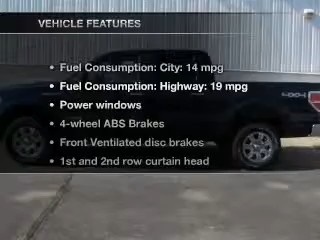 VEHICLE FEATURES
• Fuel Consumption: City: 14 mpg
• Fuel Consumption: Highway: 19 mpg
• Power windows
• 4-wheel ABS Brakes
• Front Ventilated disc brakes
• 1st and 2nd row curtain head
4X4